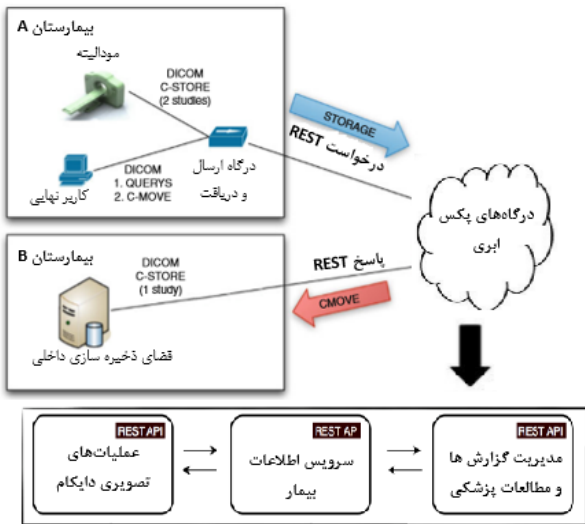 بیمارستان A
مودالیته
DICOM
C-STORE
(2 studies)
STORAGE
درخواست REST
درگاه ارسال
و دریافت
DICOM
1. QUERYS
2. C-MOVE
کاربر نهایی
درگاه‌های پکس
ابری
بیمارستان B
DICOM
C-STORE
(1 study)
پاسخ REST
CMOVE
قضای ذخیره سازی داخلی
REST API
عملیات‌های
تصویری دایکام
REST AP
سرویس اطلاعات
بیمار
REST API
مدیریت گزارش ها
و مطالعات پزشکی